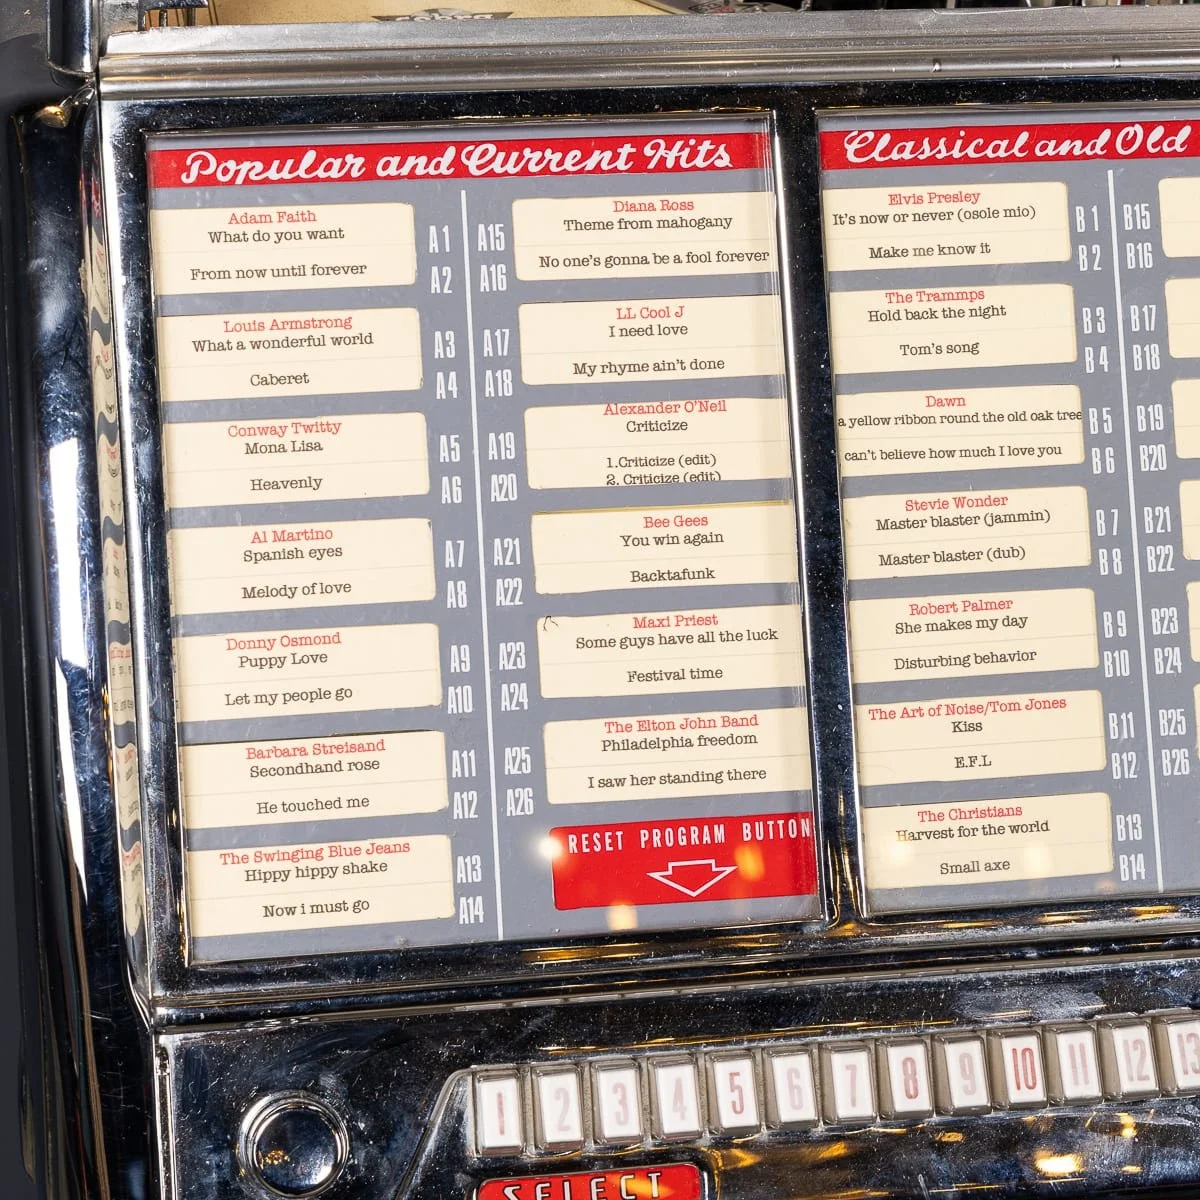 Popular and Current Hits
Adam Faith
What do you want
From now until forever
A1
A2
Louis Armstrong
What a wonderful world
Caberet
A3
A4
Conway Twitty
Mona Lisa
Heavenly
A5
A6
Al Martino
Spanish eyes
Melody of love
A7
A8
Donny Osmond
Puppy Love
Let my people go
A9
A10
Barbara Streisand
Secondhand rose
He touched me
A11
A12
The Swinging Blue Jeans
Hippy hippy shake
Now i must go
A13
A14
A15
A16
Diana Ross
Theme from mahogany
No one's gonna be a fool forever
A17
A18
LL Cool J
I need love
My rhyme ain't done
A19
A20
Alexander O'Neil
Criticize
1.Criticize (edit)
2. Criticize (edit)
A21
A22
Bee Gees
You win again
Backtafunk
A23
A24
Maxi Priest
Some guys have all the luck
Festival time
A25
A26
The Elton John Band
Philadelphia freedom
I saw her standing there
RESET PROGRAM BUTTON
Classical and Old
Elvis Presley
It's now or never (osole mio)
Make me know it
B1
B2
The Trammps
Hold back the night
Tom's song
B3
B4
Dawn
a yellow ribbon round the old oak tree
can't believe how much I love you
B5
B6
Stevie Wonder
Master blaster (jammin)
Master blaster (dub)
B7
B8
Robert Palmer
She makes my day
Disturbing behavior
B9
B10
The Art of Noise/Tom Jones
Kiss
E.F.L
B11
B12
The Christians
Harvest for the world
Small axe
B13
B14
B15
B16
B17
B18
B19
B20
B21
B22
B23
B24
B25
B26
1 2 3 4 5 6 7 8 9 10 11 12 13
SELECT